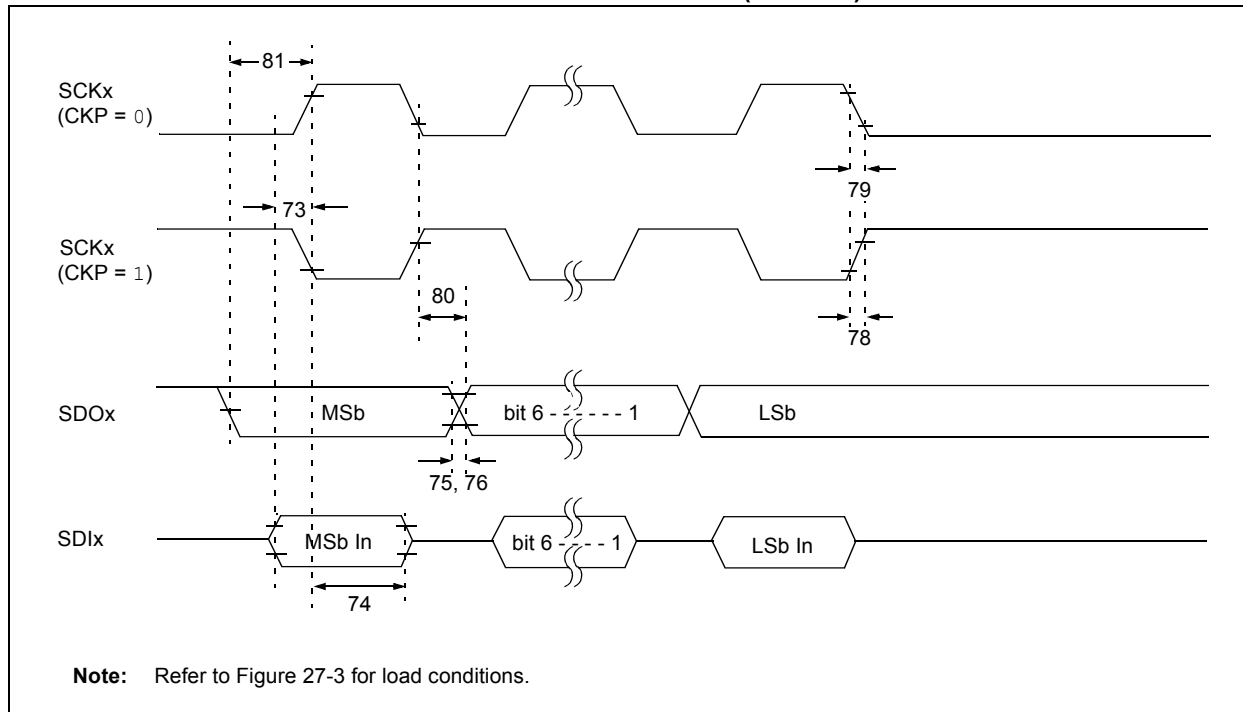 81
SCKx
(CKP = 0)
79
73
SCKx
(CKP = 1)
80
78
SDOx
MSb
bit 6 - - - - - - 1
LSb
75, 76
SDIx
MSb In
bit 6 - - - - 1
LSb In
74
Note: Refer to Figure 27-3 for load conditions.